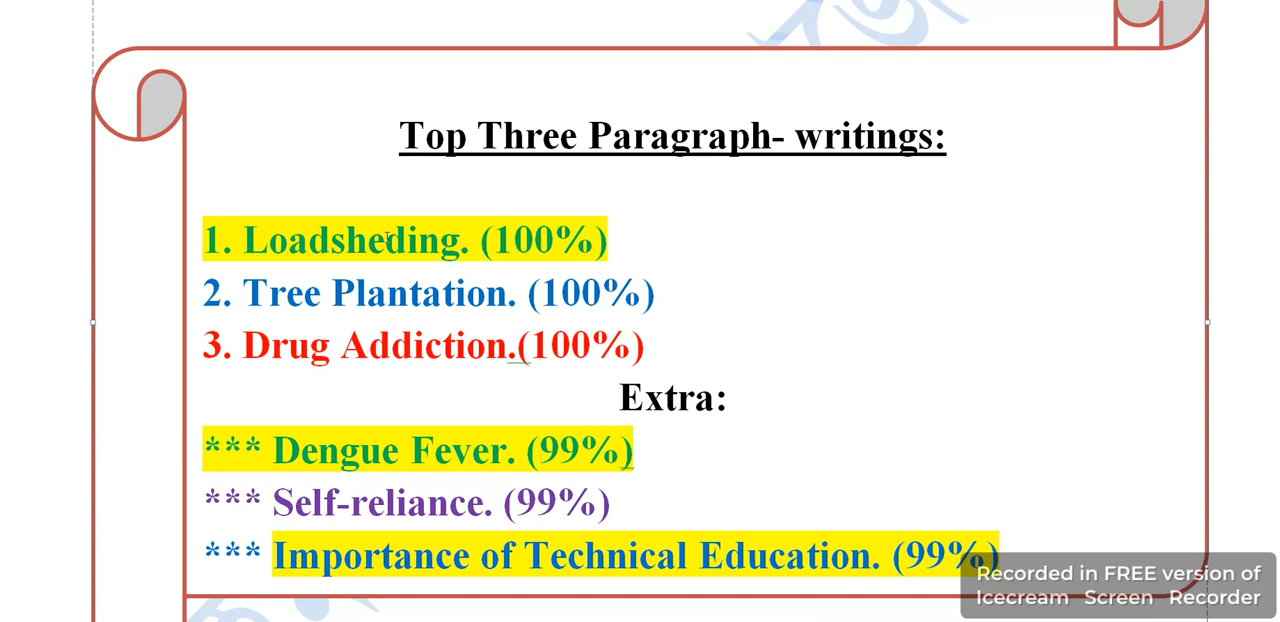 Top Three Paragraph- writings:
1. Loadsheding. (100%)
2. Tree Plantation. (100%)
3. Drug Addiction.(100%)
Extra:
*** Dengue Fever. (99%)
*** Self-reliance. (99%)
*** Importance of Technical Education. (99%)
Recorded in FREE version of
Icecream Screen Recorder